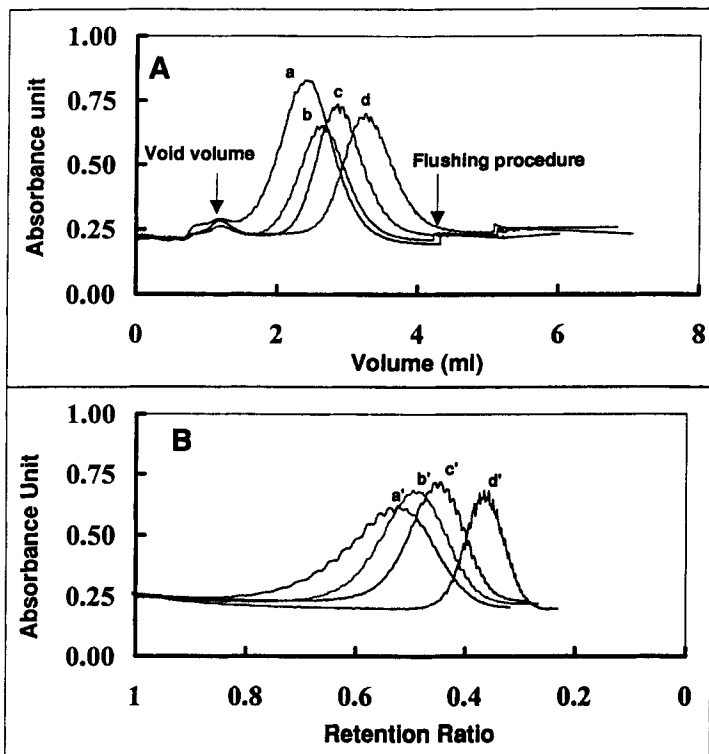 A
1.00
0.75
0.50
0.25
0.00
Absorbance unit
a
b
c
d
Void volume
Flushing procedure
0
2
4
6
8
Volume (ml)
B
1.00
0.75
0.50
0.25
0.00
Absorbance Unit
a'
b'
c'
d'
1
0.8
0.6
0.4
0.2
0
Retention Ratio